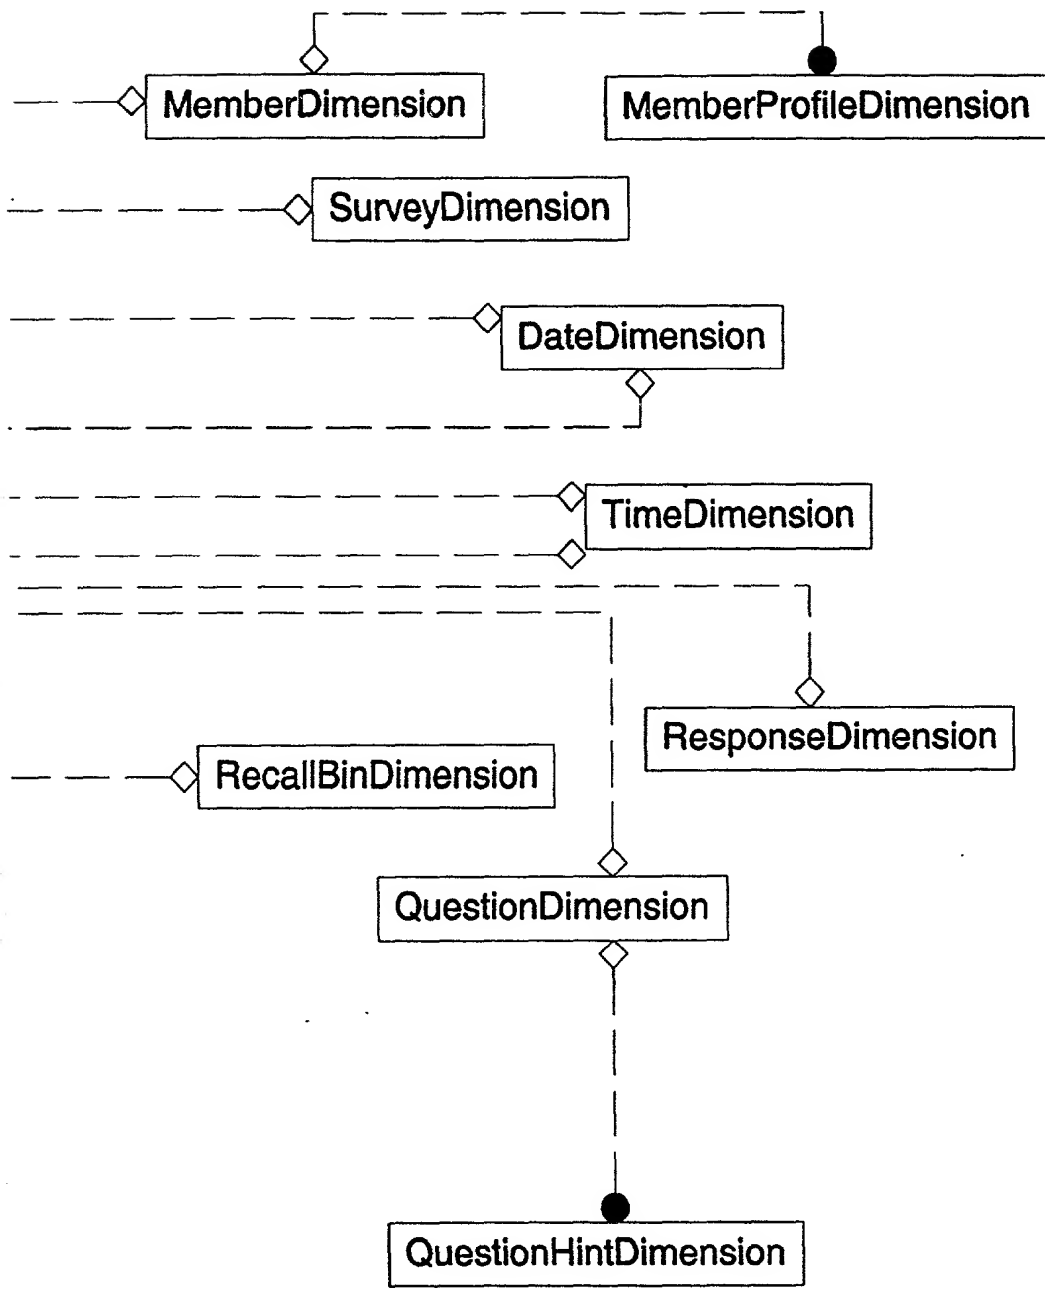 MemberDimension
MemberProfileDimension
SurveyDimension
DateDimension
TimeDimension
ResponseDimension
RecallBinDimension
QuestionDimension
QuestionHintDimension